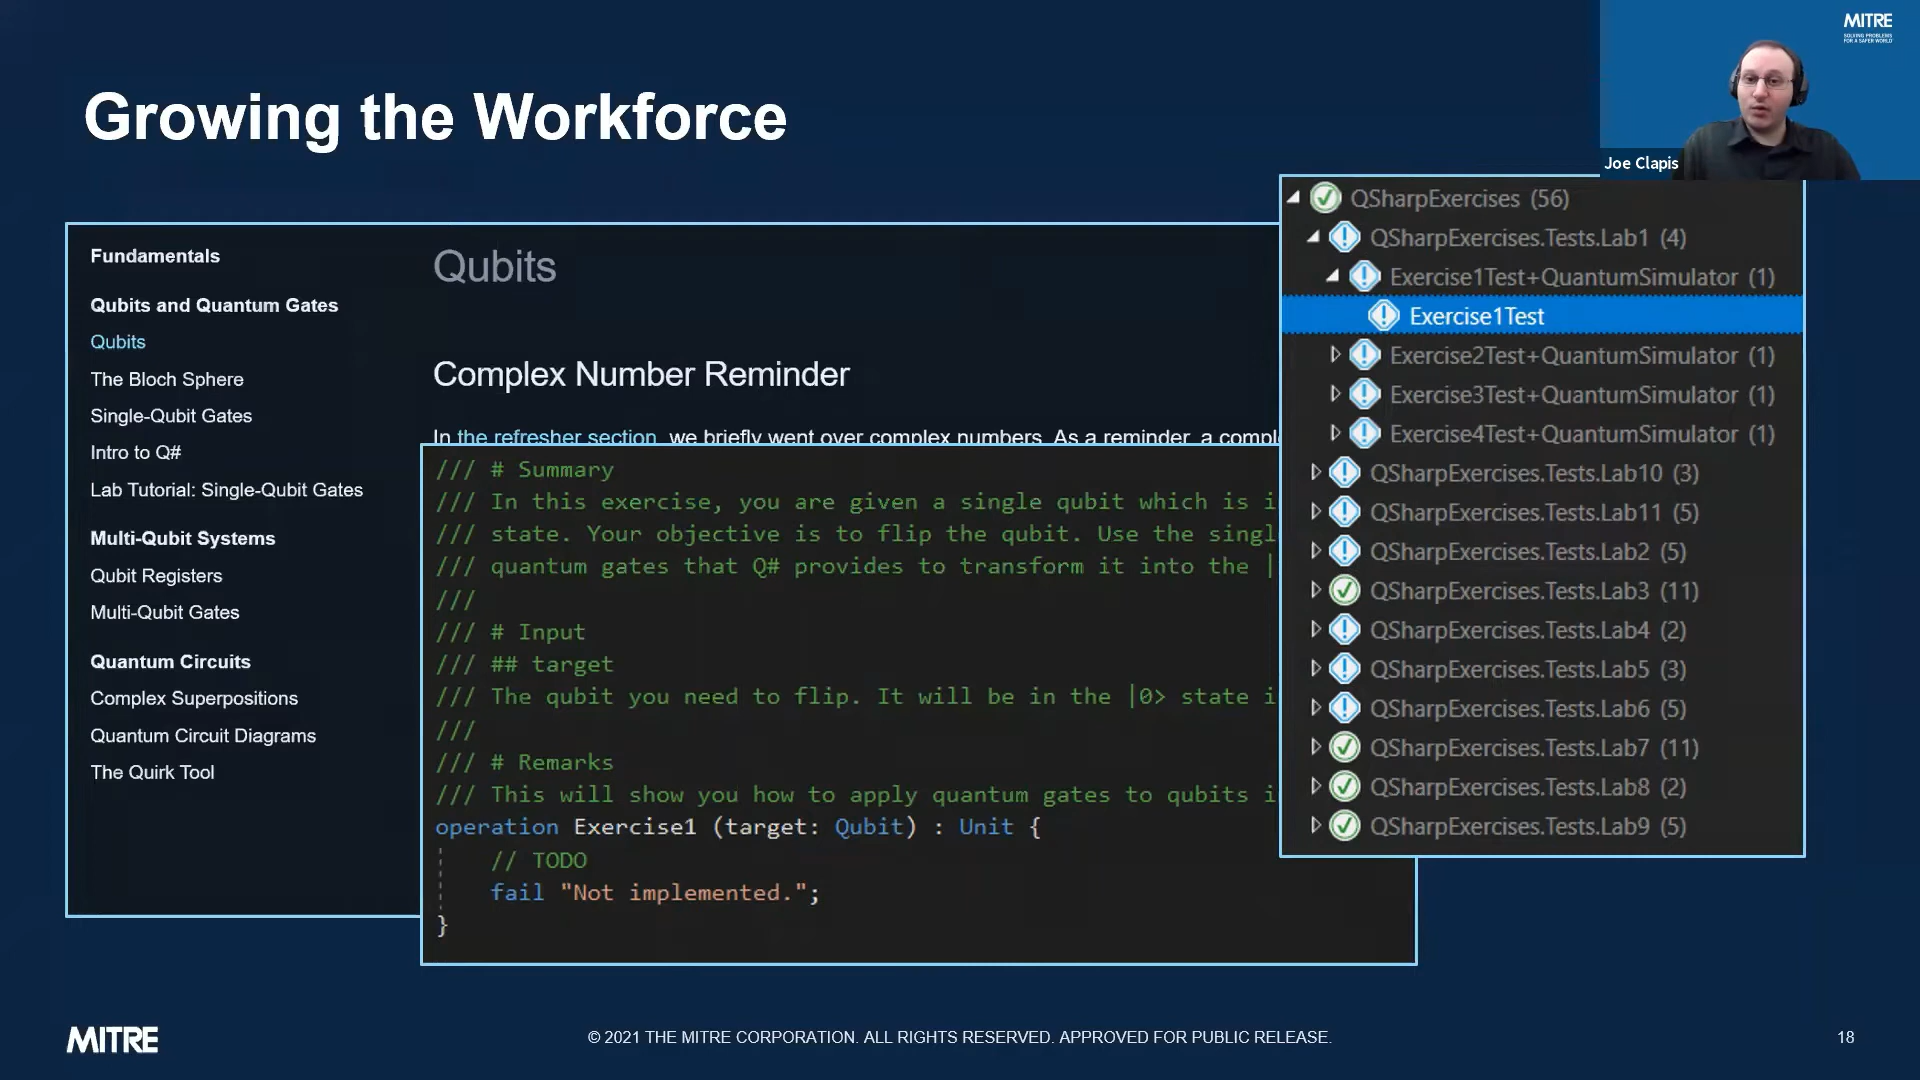 MITRE
SOLVING PROBLEMS
FOR A SAFER WORLD
Joe Clapis
Growing the Workforce
Fundamentals
Qubits and Quantum Gates
Qubits
The Bloch Sphere
Single-Qubit Gates
Intro to Q#
Lab Tutorial: Single-Qubit Gates
Multi-Qubit Systems
Qubit Registers
Multi-Qubit Gates
Quantum Circuits
Complex Superpositions
Quantum Circuit Diagrams
The Quirk Tool
Qubits
Complex Number Reminder
In the refresher section, we briefly went over complex numbers. As a reminder, a compl
/// # Summary
/// In this exercise, you are given a single qubit which is i
/// state. Your objective is to flip the qubit. Use the singl
/// quantum gates that Q# provides to transform it into the |
///
/// # Input
/// ## target
/// The qubit you need to flip. It will be in the |0> state i
///
/// # Remarks
/// This will show you how to apply quantum gates to qubits i
operation Exercise1 (target: Qubit) : Unit {
// TODO
fail "Not implemented.";
}
QSharpExercises (56)
QSharpExercises.Tests.Lab1 (4)
Exercise1Test+QuantumSimulator (1)
Exercise1Test
Exercise2Test+QuantumSimulator (1)
Exercise3Test+QuantumSimulator (1)
Exercise4Test+QuantumSimulator (1)
QSharpExercises.Tests.Lab10 (3)
QSharpExercises.Tests.Lab11 (5)
QSharpExercises.Tests.Lab2 (5)
QSharpExercises.Tests.Lab3 (11)
QSharpExercises.Tests.Lab4 (2)
QSharpExercises.Tests.Lab5 (3)
QSharpExercises.Tests.Lab6 (5)
QSharpExercises.Tests.Lab7 (11)
QSharpExercises.Tests.Lab8 (2)
QSharpExercises.Tests.Lab9 (5)
MITRE
© 2021 THE MITRE CORPORATION. ALL RIGHTS RESERVED. APPROVED FOR PUBLIC RELEASE.
18